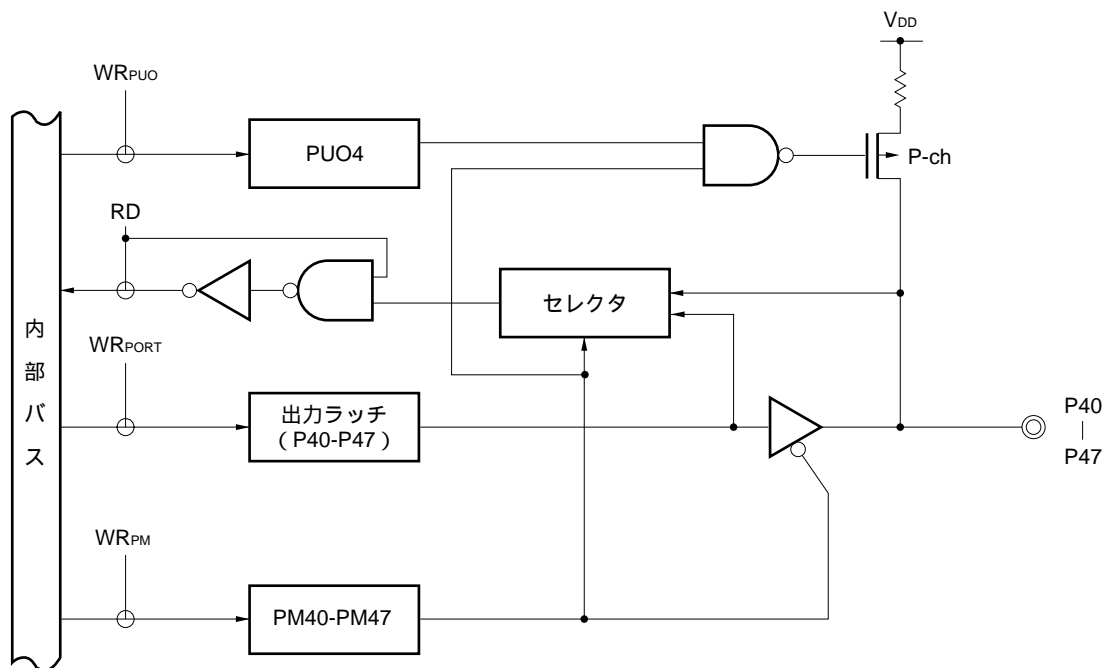 VDD
WRPUO
PUO4
P-ch
RD
セレクタ
内部バス
WRPORT
出力ラッチ
（P40-P47）
P40
P47
WRPM
PM40-PM47